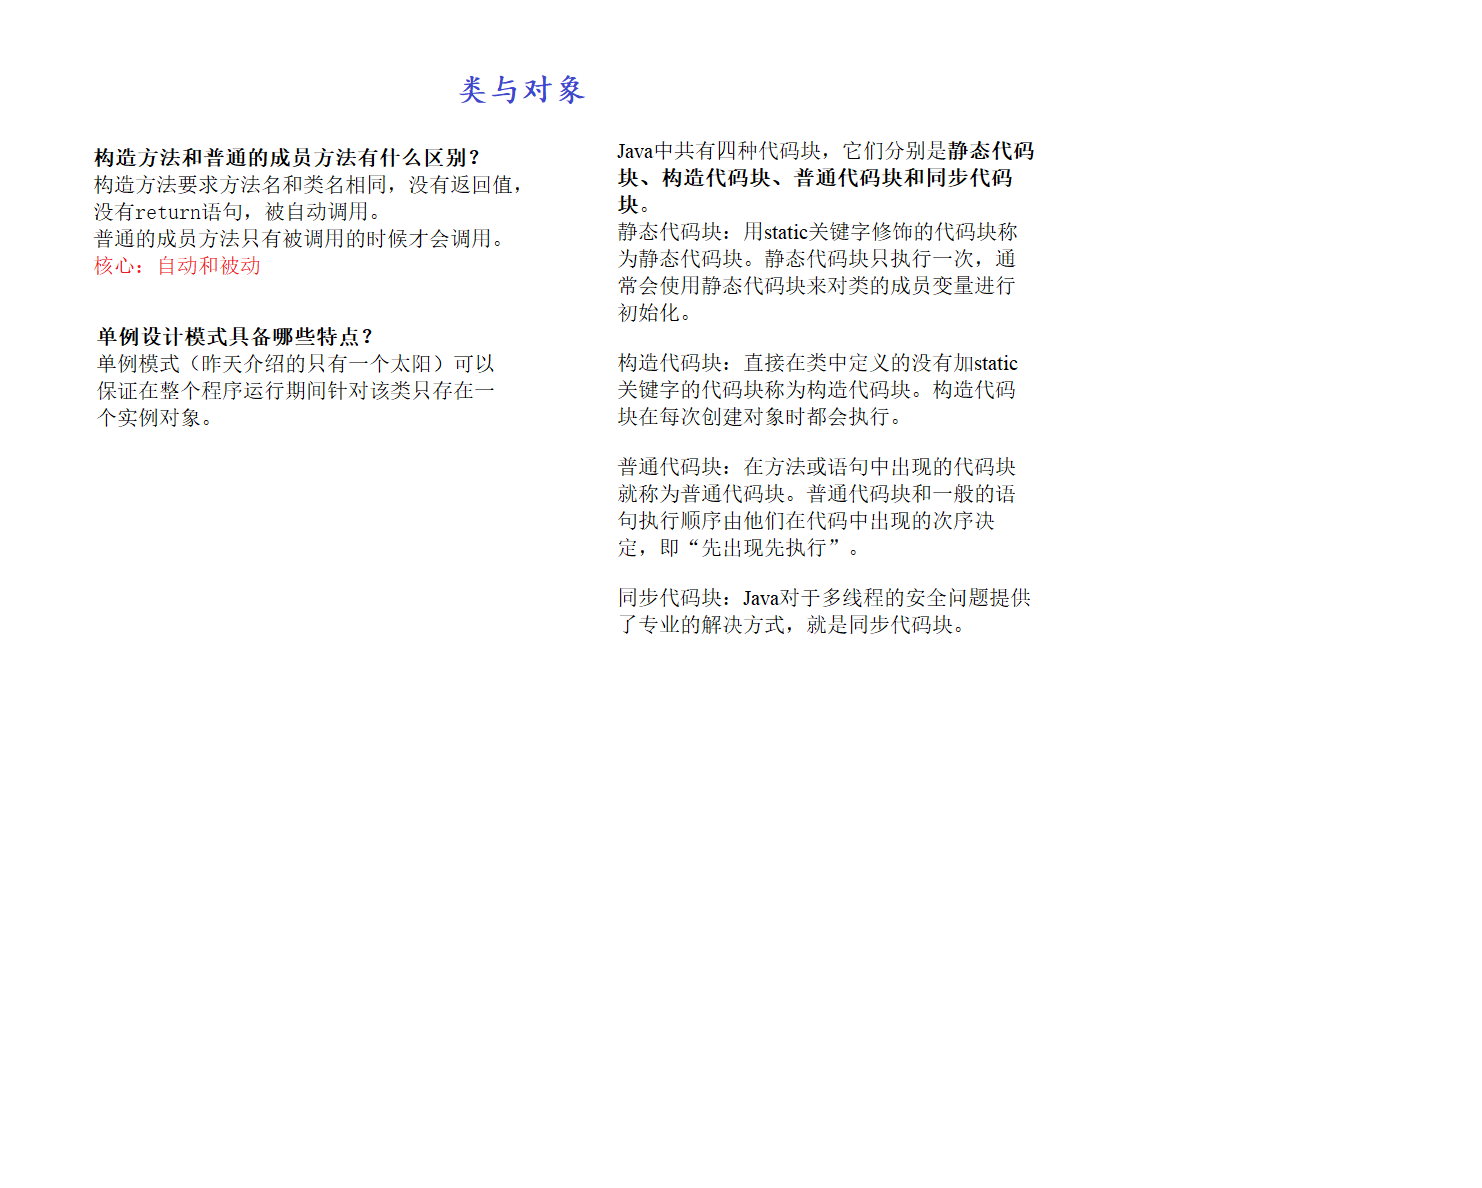 类与对象
构造方法和普通的成员方法有什么区别？
构造方法要求方法名和类名相同，没有返回值，
没有return语句，被自动调用。
普通的成员方法只有被调用的时候才会调用。
核心：自动和被动
单例设计模式具备哪些特点？
单例模式（昨天介绍的只有一个太阳）可以
保证在整个程序运行期间针对该类只存在一
个实例对象。
Java中共有四种代码块，它们分别是静态代码
块、构造代码块、普通代码块和同步代码
块。
静态代码块：用static关键字修饰的代码块称
为静态代码块。静态代码块只执行一次，通
常会使用静态代码块来对类的成员变量进行
初始化。
构造代码块：直接在类中定义的没有加static
关键字的代码块称为构造代码块。构造代码
块在每次创建对象时都会执行。
普通代码块：在方法或语句中出现的代码块
就称为普通代码块。普通代码块和一般的语
句执行顺序由他们在代码中出现的次序决
定，即“先出现先执行”。
同步代码块：Java对于多线程的安全问题提供
了专业的解决方式，就是同步代码块。